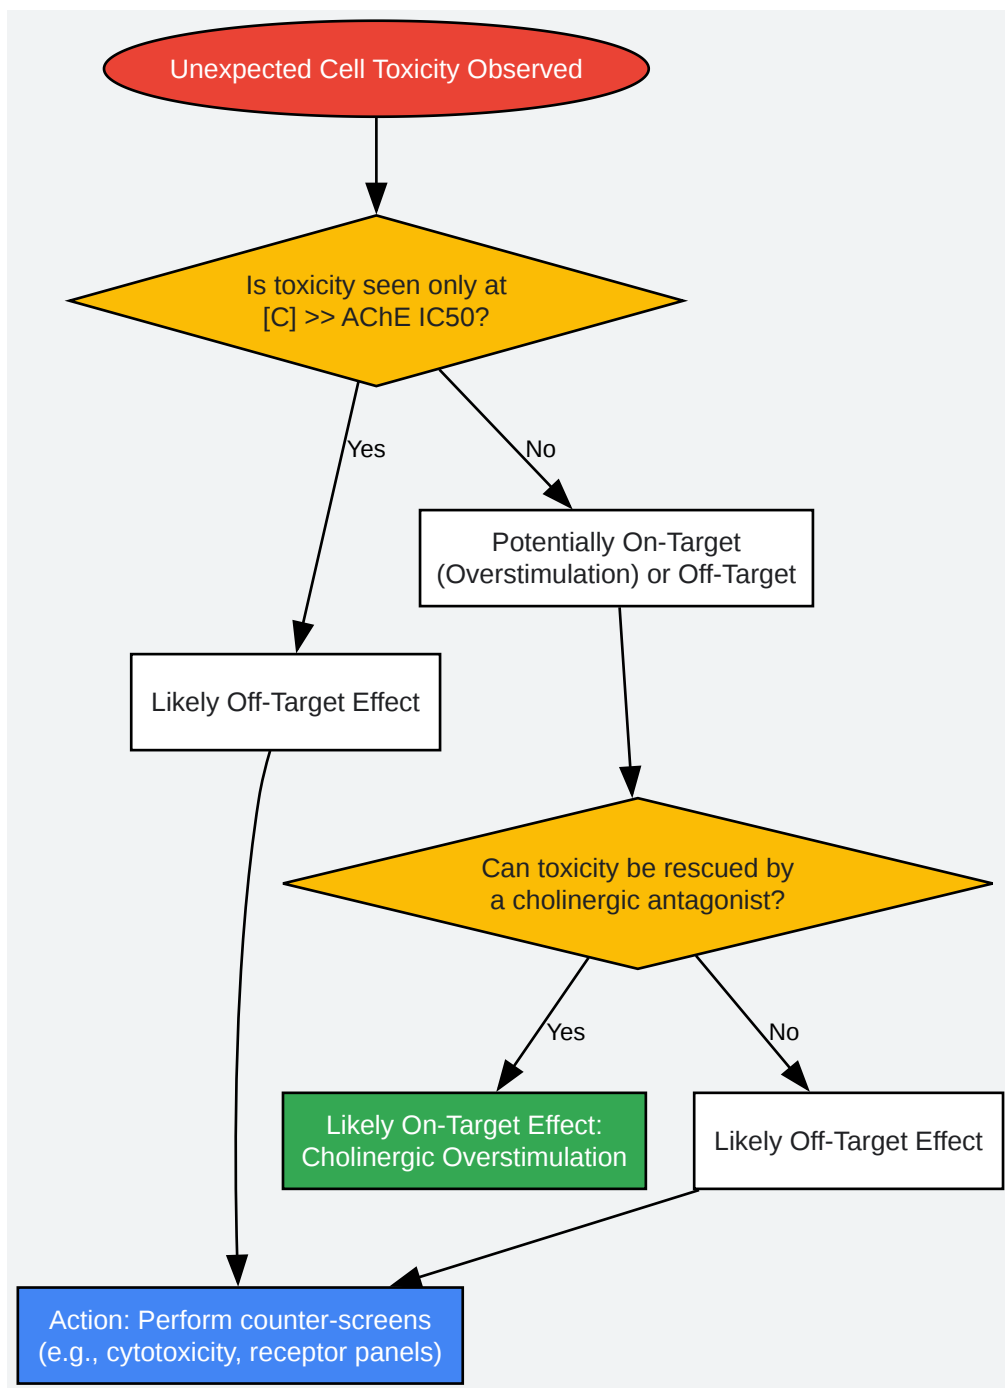 Unexpected Cell Toxicity Observed
Is toxicity seen only at
[C] >> AChE IC50?
Yes
No
Potentially On-Target
(Overstimulation) or Off-Target
Likely Off-Target Effect
Can toxicity be rescued by
a cholinergic antagonist?
Yes
No
Likely On-Target Effect:
Cholinergic Overstimulation
Likely Off-Target Effect
Action: Perform counter-screens
(e.g., cytotoxicity, receptor panels)